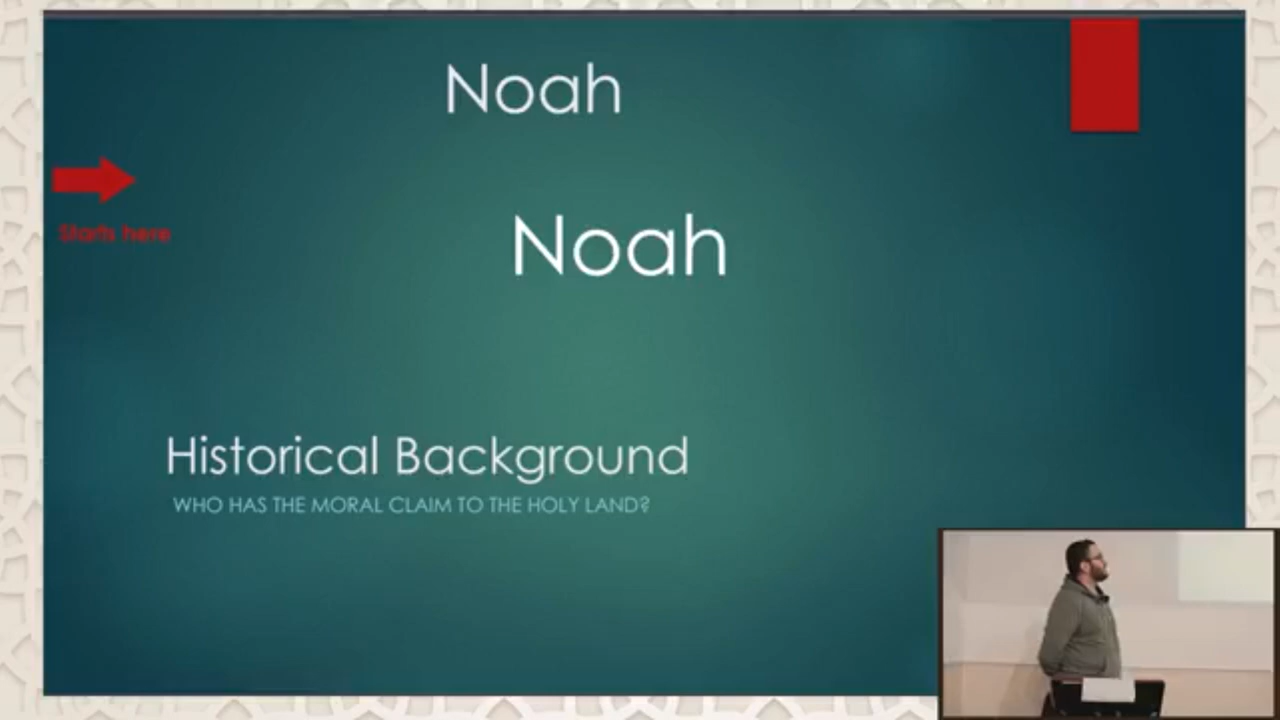 Noah
Starts here
Noah
Historical Background
WHO HAS THE MORAL CLAIM TO THE HOLY LAND?